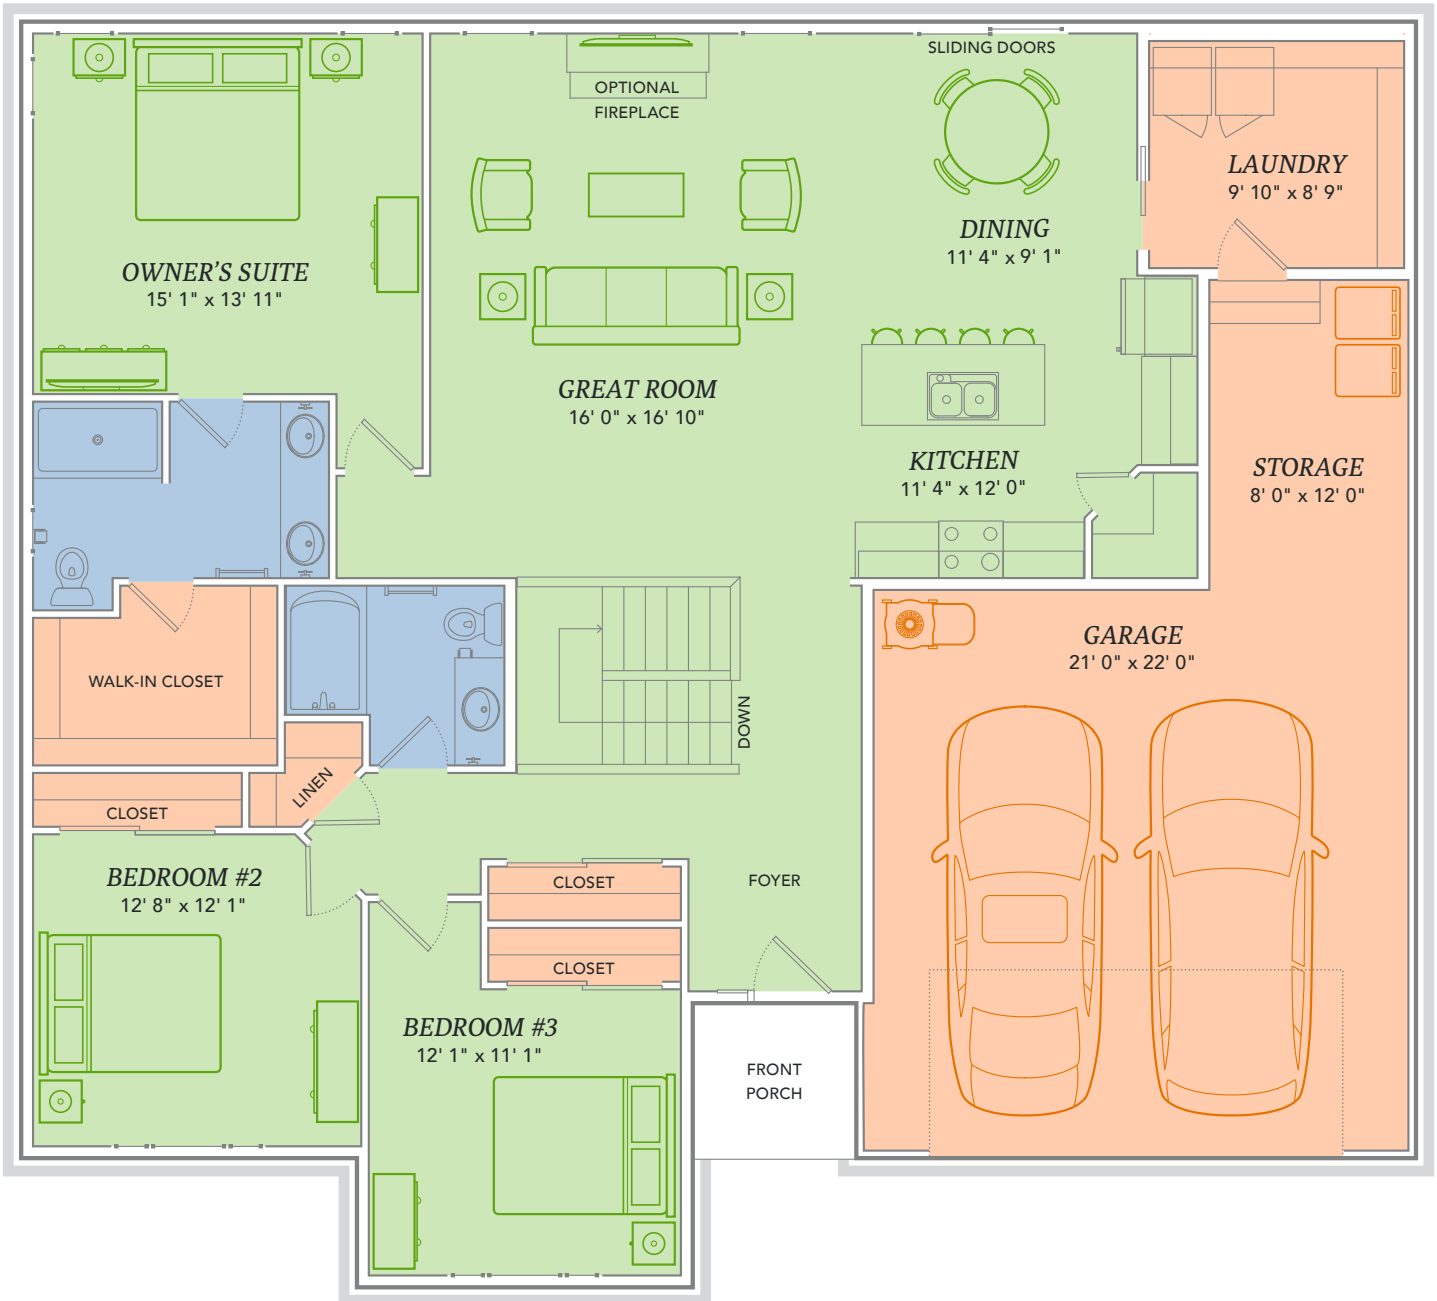 SLIDING DOORS
OPTIONAL
FIREPLACE
LAUNDRY
9' 10" x 8' 9"
DINING
11' 4" x 9' 1"
OWNER’S SUITE
15' 1" x 13' 11"
GREAT ROOM
16' 0" x 16' 10"
KITCHEN
11' 4" x 12' 0"
STORAGE
8' 0" x 12' 0"
GARAGE
21' 0" x 22' 0"
WALK-IN CLOSET
DOWN
LINEN
CLOSET
BEDROOM #2
12' 8" x 12' 1"
CLOSET
FOYER
CLOSET
BEDROOM #3
12' 1" x 11' 1"
FRONT
PORCH